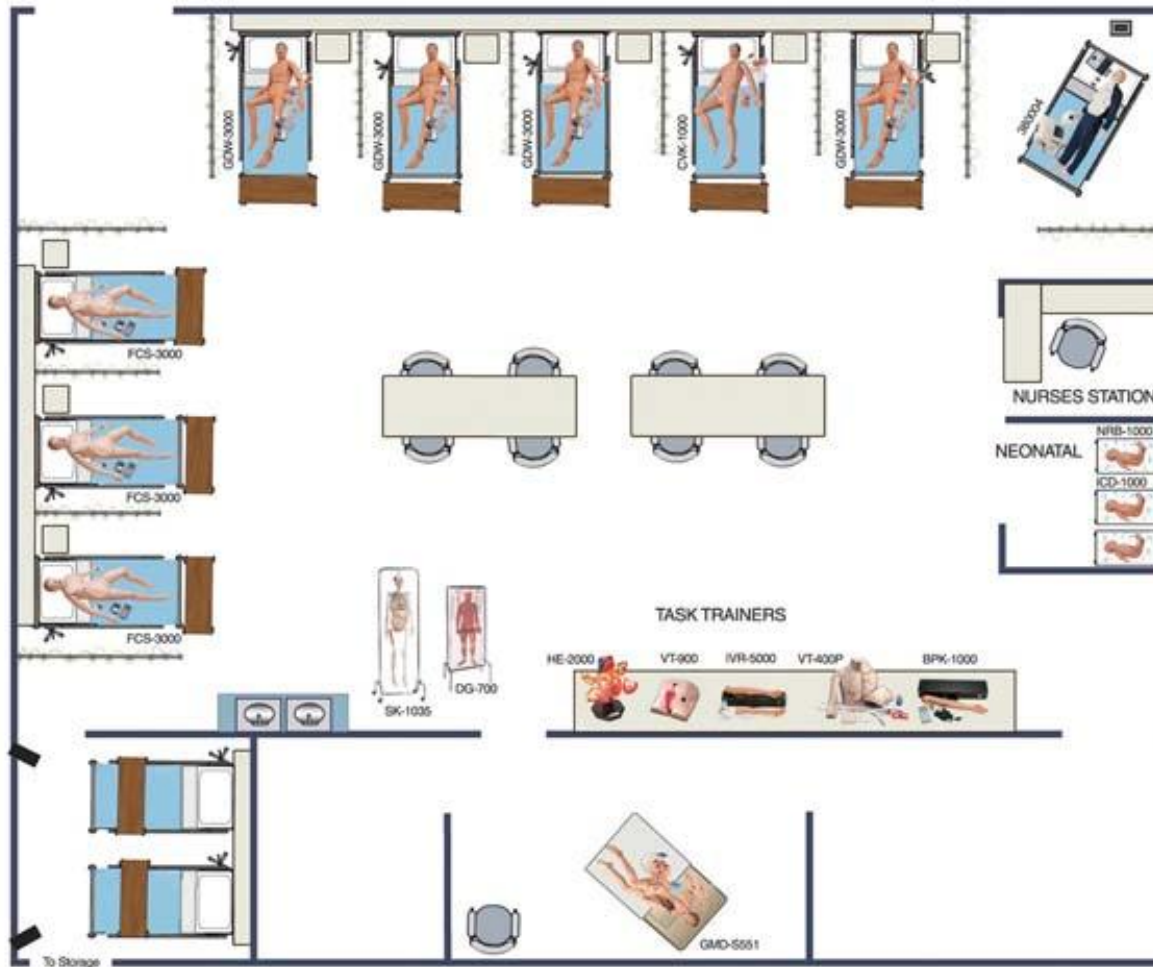 GDW-3000
GDW-3000
GDW-3000
CVK-1000
GDW-3000
380004
FCS-3000
FCS-3000
FCS-3000
NURSES STATION
NEONATAL
NRB-1000
ICD-1000
TASK TRAINERS
HE-2000
VT-900
IVR-5000
VT-400P
BPK-1000
SK-1035
DG-700
GMD-S551
To Storage